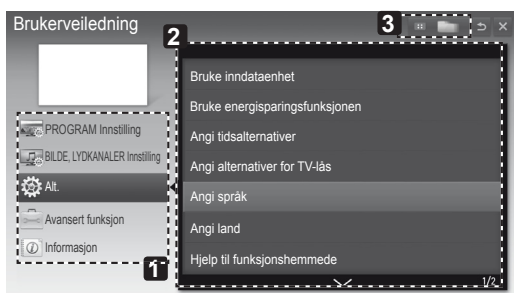 Brukerveiledning
3
2
PROGRAM Innstilling
BILDE, LYDKANALER Innstilling
Alt.
Avansert funksjon
Informasjon
1
Bruke inndataenhet
Bruke energisparingsfunksjonen
Angi tidsalternativer
Angi alternativer for TV-lås
Angi språk
Angi land
Hjelp til funksjonshemmede
1/2